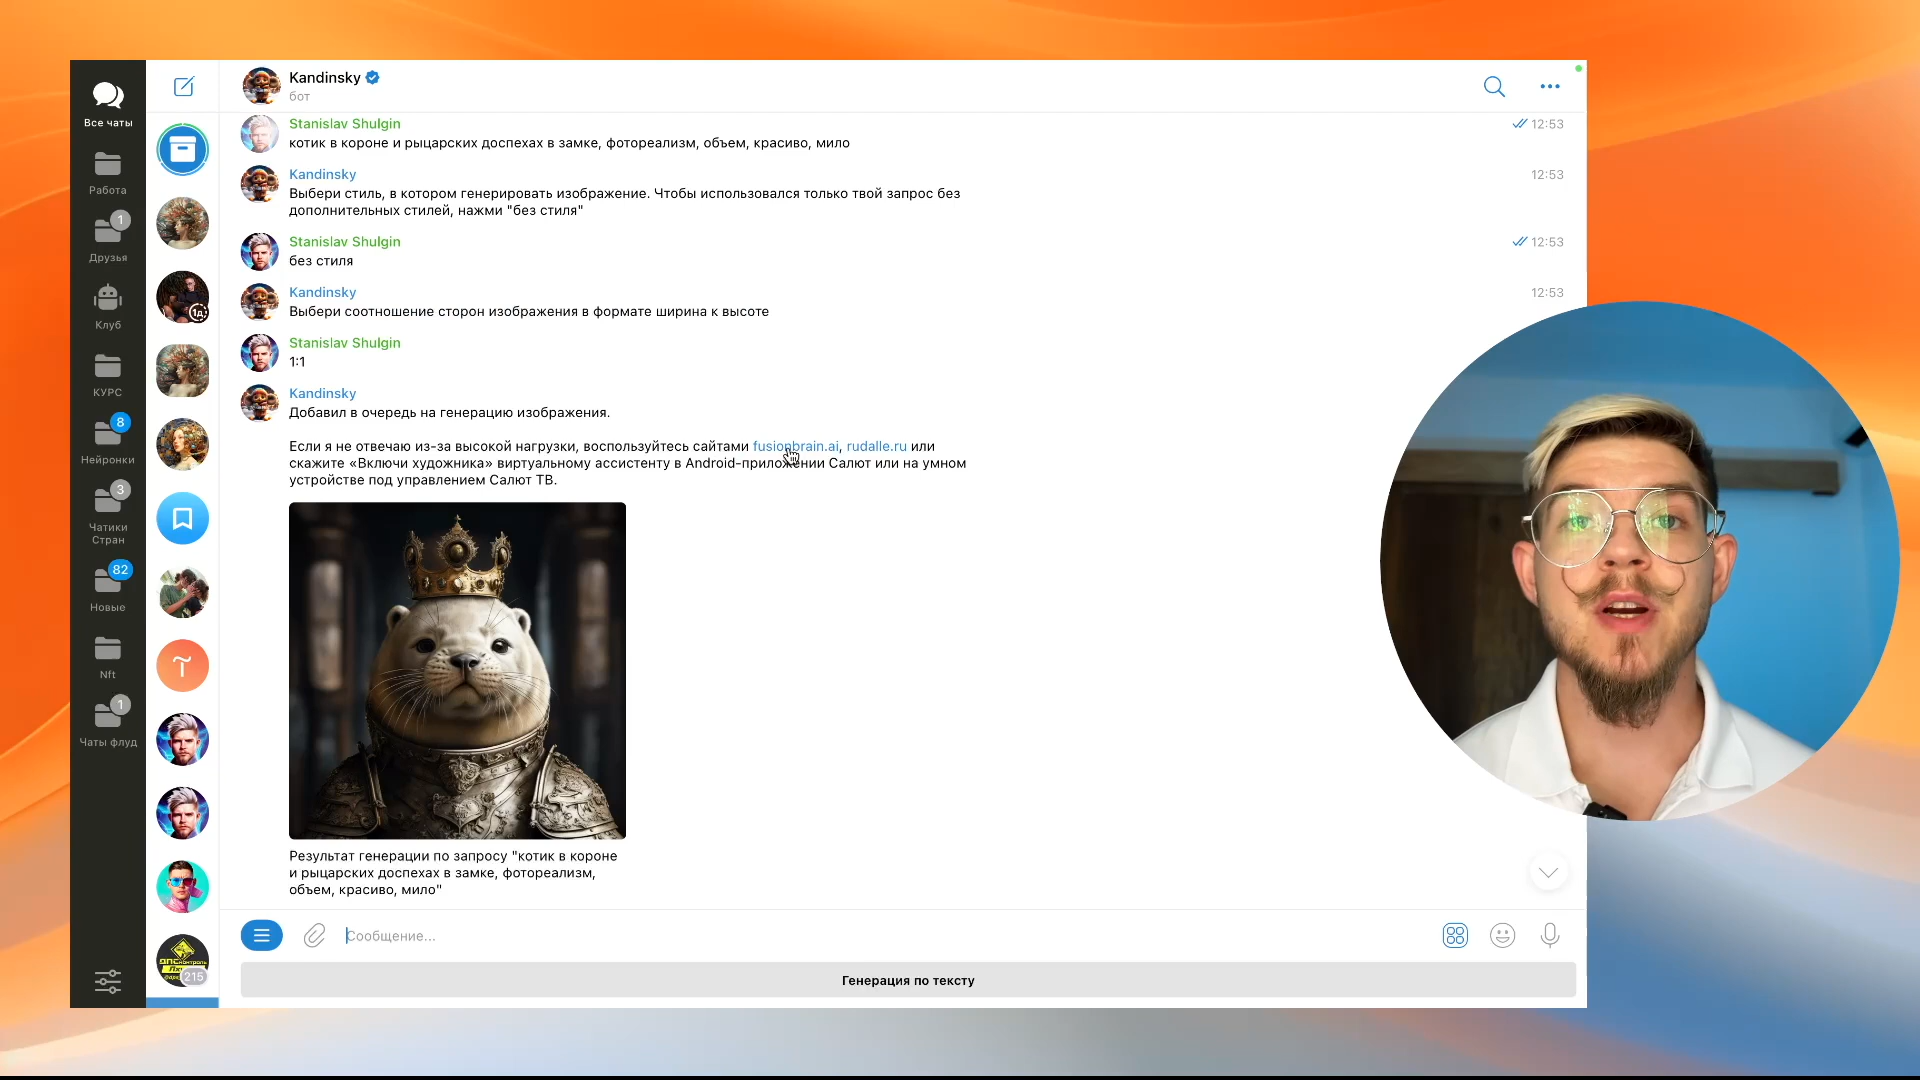 Все чаты
Работа
1
Друзья
Клуб
КУРС
8
Нейронки
3
Чатики
Стран
82
Новые
Nft
1
Чаты флуд
1д
T
215
Kandinsky
бот
Stanislav Shulgin
12:53
котик в короне и рыцарских доспехах в замке, фотореализм, объем, красиво, мило
Kandinsky
12:53
Выбери стиль, в котором генерировать изображение. Чтобы использовался только твой запрос без
дополнительных стилей, нажми "без стиля"
Stanislav Shulgin
12:53
без стиля
Kandinsky
12:53
Выбери соотношение сторон изображения в формате ширина к высоте
Stanislav Shulgin
1:1
Kandinsky
Добавил в очередь на генерацию изображения.
Если я не отвечаю из-за высокой нагрузки, воспользуйтесь сайтами fusionbrain.ai, rudalle.ru или
скажите «Включи художника» виртуальному ассистенту в Android-приложении Салют или на умном
устройстве под управлением Салют ТВ.
Результат генерации по запросу "котик в короне
и рыцарских доспехах в замке, фотореализм,
объем, красиво, мило"
Сообщение...
Генерация по тексту